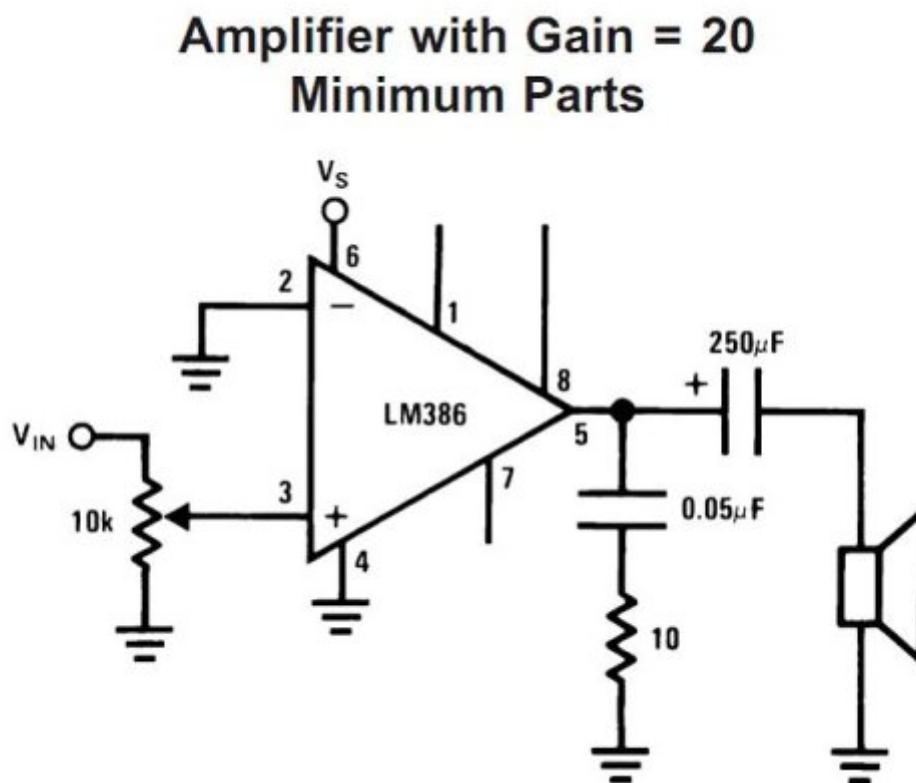 Amplifier with Gain = 20
Minimum Parts
VS
6
2
−
1
250µF
8
+
LM386
5
VIN
7
3
0.05µF
10k
+
4
10